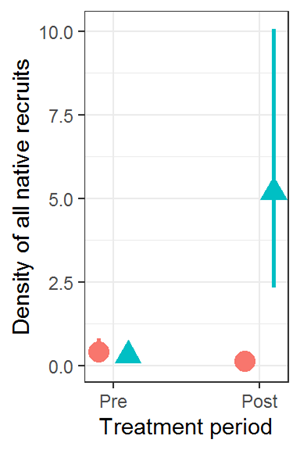 Density of all native recruits
10.0
7.5
5.0
2.5
0.0
Pre Post
Treatment period